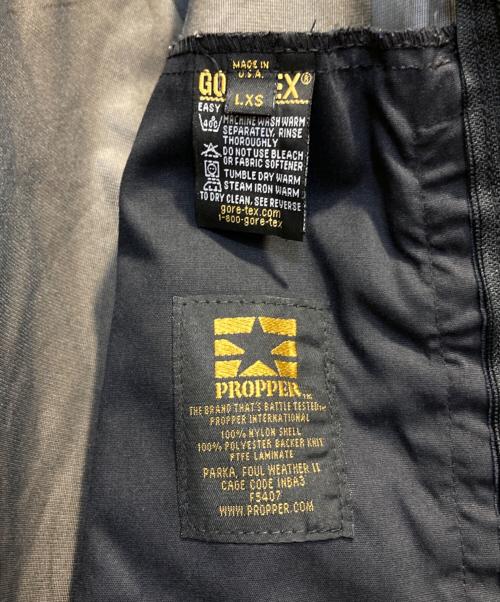 MADE IN
U.S.A.
GO EX®
L.XS
EASY
40C MACHINE WASH WARM
SEPARATELY, RINSE
THOROUGHLY
DO NOT USE BLEACH
OR FABRIC SOFTENER
TUMBLE DRY WARM
STEAM IRON WARM
TO DRY CLEAN, SEE REVERSE
gore-tex.com
1-800-gore-tex
PROPPER™
THE BRAND THAT'S BATTLE TESTED™
PROPPER INTERNATIONAL
100% NYLON SHELL
100% POLYESTER BACKER KNIT
PTFE LAMINATE
PARKA, FOUL WEATHER II
CAGE CODE 1NBA3
F5407
WWW.PROPPER.COM